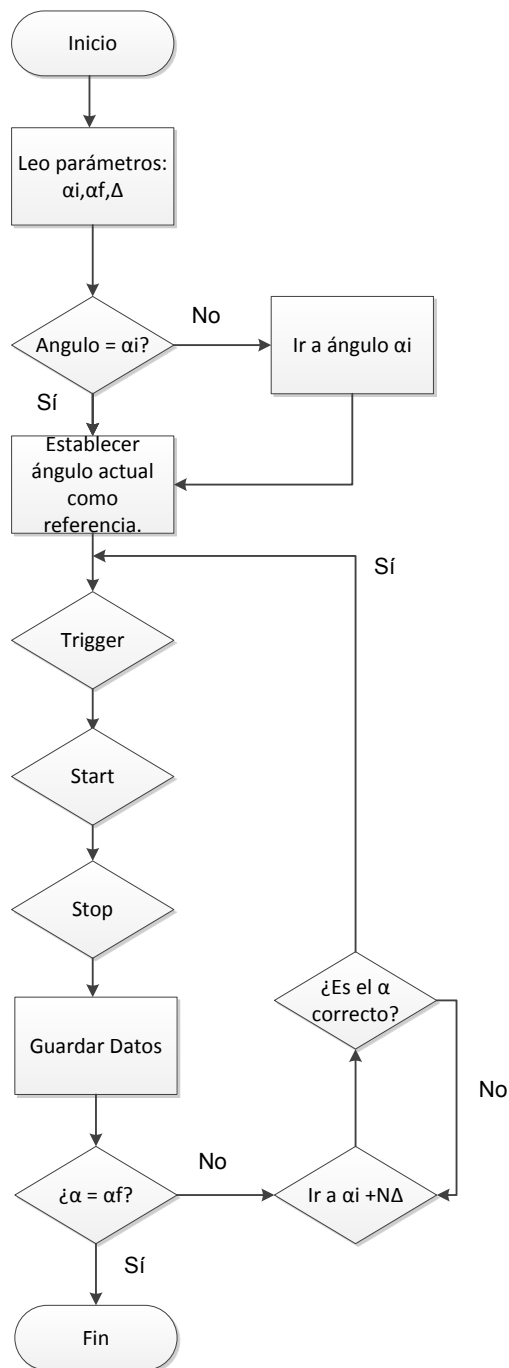 Inicio
Leo parámetros:
αi,αf,Δ
Angulo = αi?
No
Ir a ángulo αi
Sí
Establecer
ángulo actual
como
referencia.
Sí
Trigger
Start
Stop
¿Es el α
correcto?
Guardar Datos
No
¿α = αf?
No
Ir a αi +NΔ
Sí
Fin